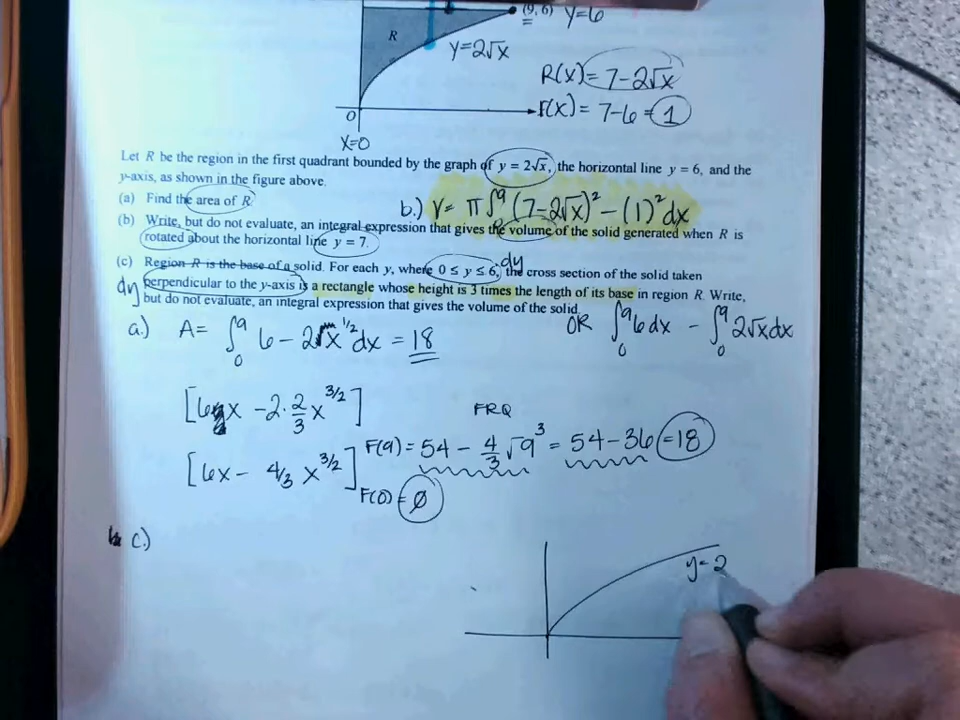 (9, 6) y=6
R
y=2√x
R(x) = 7-2√x
r(x) = 7-6 = 1
O
x=0
Let R be the region in the first quadrant bounded by the graph of y = 2√x, the horizontal line y = 6, and the
y-axis, as shown in the figure above.
(a) Find the area of R.
b.) V= π∫₀⁹ (7-2√x)² - (1)² dx
(b) Write, but do not evaluate, an integral expression that gives the volume of the solid generated when R is
rotated about the horizontal line y = 7.
dy
(c) Region R is the base of a solid. For each y, where 0 ≤ y ≤ 6, the cross section of the solid taken
dy perpendicular to the y-axis is a rectangle whose height is 3 times the length of its base in region R. Write,
but do not evaluate, an integral expression that gives the volume of the solid.
a.) A= ∫₀⁹ 6 - 2x^1/2 dx = 18
OR ∫₀⁹ 6dx - ∫₀⁹ 2√x dx
[6x - 2·2/3 x^3/2]
FRQ
F(9) = 54 - 4/3 √9³ = 54-36 = 18
[6x - 4/3 x^3/2]
F(0) = ∅
c.)
y=2